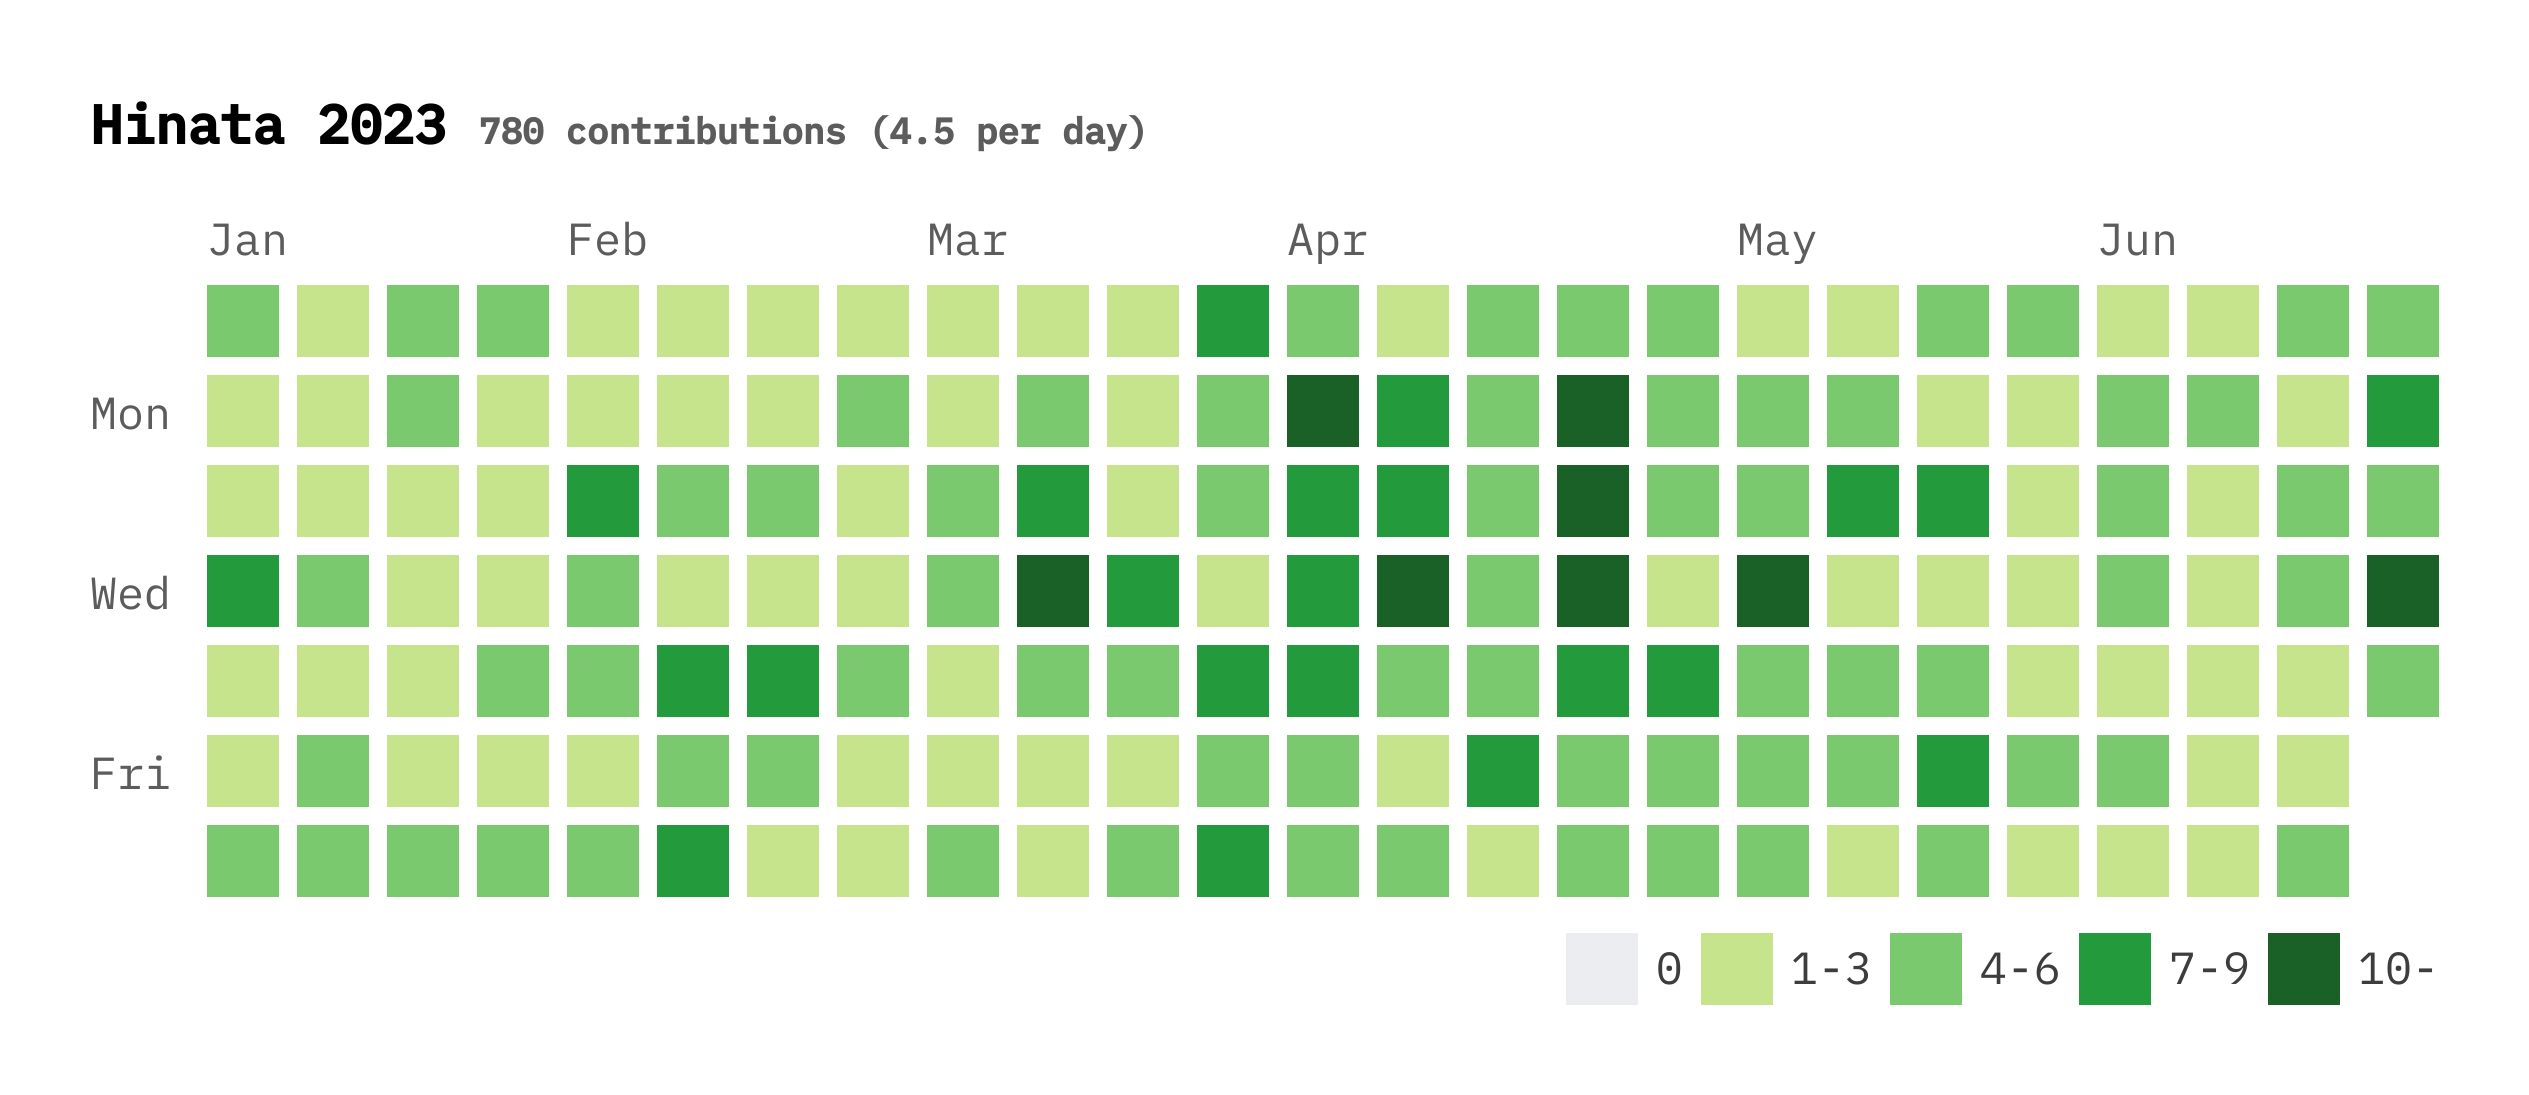 Hinata 2023 780 contributions (4.5 per day)
Jan Feb Mar Apr May Jun
Mon
Wed
Fri
0 1-3 4-6 7-9 10-